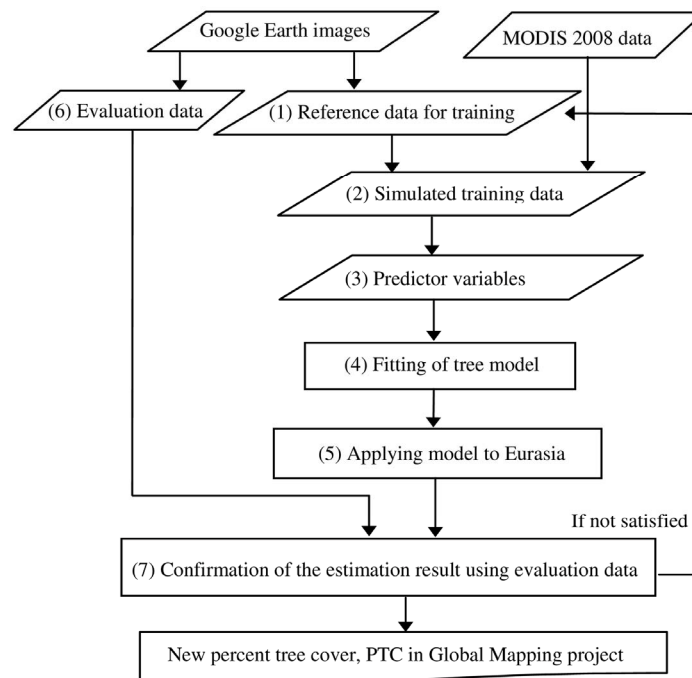 Google Earth images
MODIS 2008 data
(6) Evaluation data
(1) Reference data for training
(2) Simulated training data
(3) Predictor variables
(4) Fitting of tree model
(5) Applying model to Eurasia
If not satisfied
(7) Confirmation of the estimation result using evaluation data
New percent tree cover, PTC in Global Mapping project